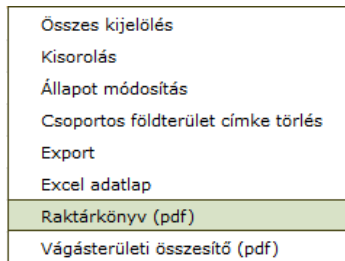 Összes kijelölés
Kisorolás
Állapot módosítás
Csoportos földterület címke törlés
Export
Excel adatlap
Raktárkönyv (pdf)
Vágásterületi összesítő (pdf)